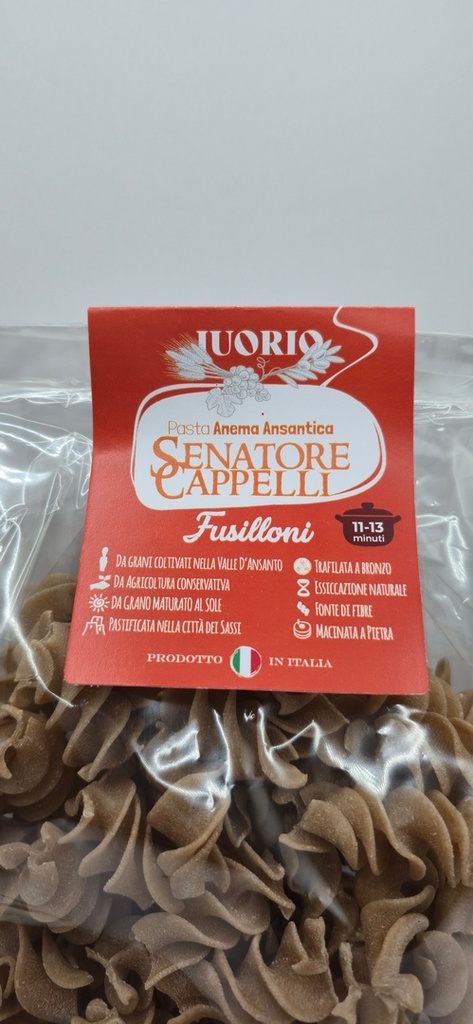 IUORIO
Pasta Anema Ansantica
SENATORE
CAPPELLI
Fusilloni
11-13
minuti
DA GRANI COLTIVATI NELLA VALLE D'ANSANTO
DA AGRICOLTURA CONSERVATIVA
DA GRANO MATURATO AL SOLE
PASTIFICATA NELLA CITTÀ DEI SASSI
TRAFILATA A BRONZO
ESSICCAZIONE NATURALE
FONTE DI FIBRE
MACINATA A PIETRA
PRODOTTO IN ITALIA